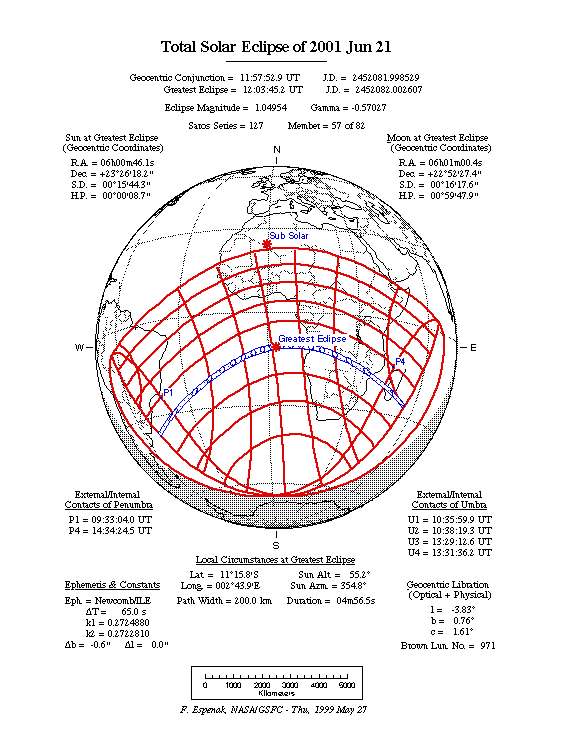 Total Solar Eclipse of 2001 Jun 21
Geocentric Conjunction = 11:57:52.9 UT J.D. = 2452081.998529
Greatest Eclipse = 12:03:45.2 UT J.D. = 2452082.002607
Eclipse Magnitude = 1.04954 Gamma = -0.57027
Saros Series = 127 Member = 57 of 82
Sun at Greatest Eclipse
(Geocentric Coordinates)
R.A. = 06h00m46.1s
Dec. = +23°26'18.2"
S.D. = 00°15'44.3"
H.P. = 00°00'08.7"
Moon at Greatest Eclipse
(Geocentric Coordinates)
R.A. = 06h01m00.4s
Dec. = +22°52'27.4"
S.D. = 00°16'17.6"
H.P. = 00°59'47.9"
N
Sub Solar
Greatest Eclipse
W
E
P1
P4
S
External/Internal
Contacts of Penumbra
P1 = 09:33:04.0 UT
P4 = 14:34:24.5 UT
External/Internal
Contacts of Umbra
U1 = 10:35:59.9 UT
U2 = 10:38:19.3 UT
U3 = 13:29:12.6 UT
U4 = 13:31:36.2 UT
Local Circumstances at Greatest Eclipse
Lat. = 11°15.8'S Sun Alt. = 55.2°
Long. = 002°43.9'E Sun Azm. = 354.8°
Path Width = 200.0 km Duration = 04m56.5s
Ephemeris & Constants
Eph. = Newcomb/ILE
ΔT = 65.0 s
k1 = 0.2724880
k2 = 0.2722810
Δb = -0.6" Δl = 0.0"
Geocentric Libration
(Optical + Physical)
l = -3.83°
b = 0.76°
c = 1.61°
Brown Lun. No. = 971
0 1000 2000 3000 4000 5000
Kilometers
F. Espenak, NASA/GSFC - Thu, 1999 May 27